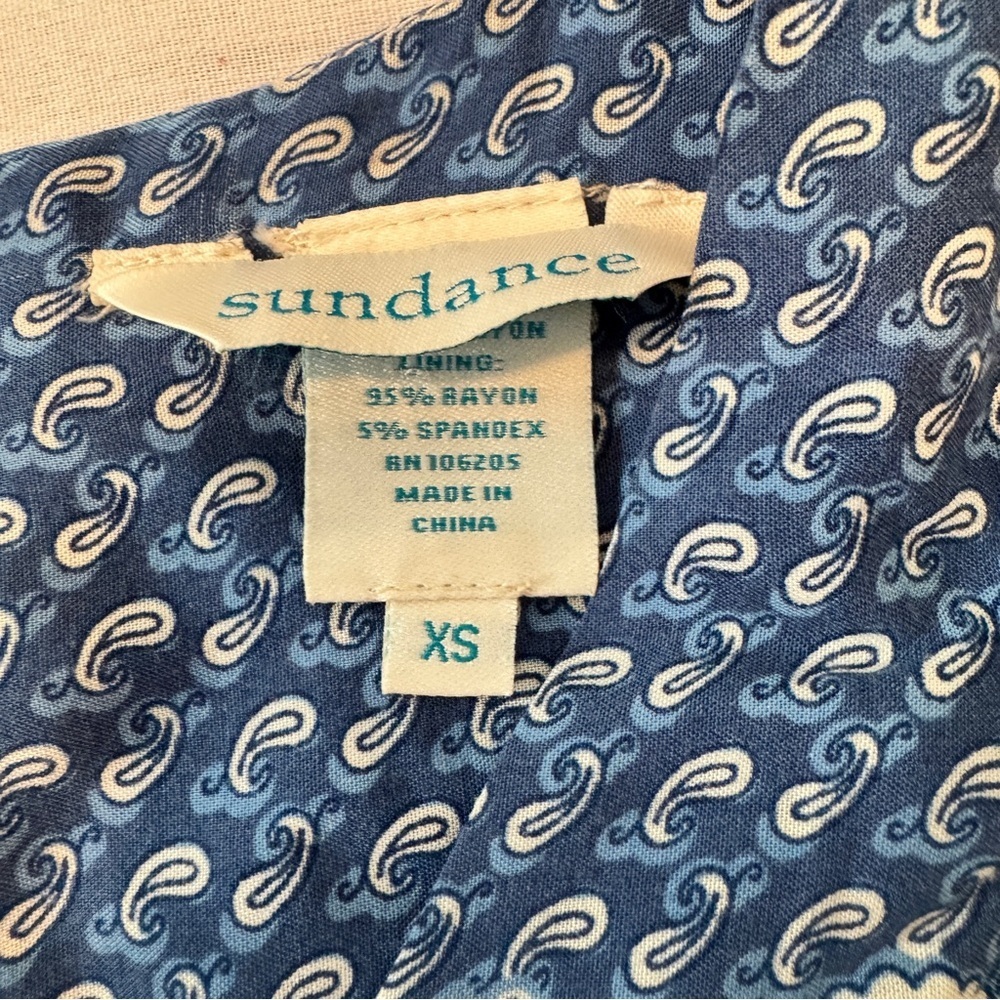 sundance
LINING:
95% RAYON
5% SPANDEX
RN 106205
MADE IN
CHINA
XS